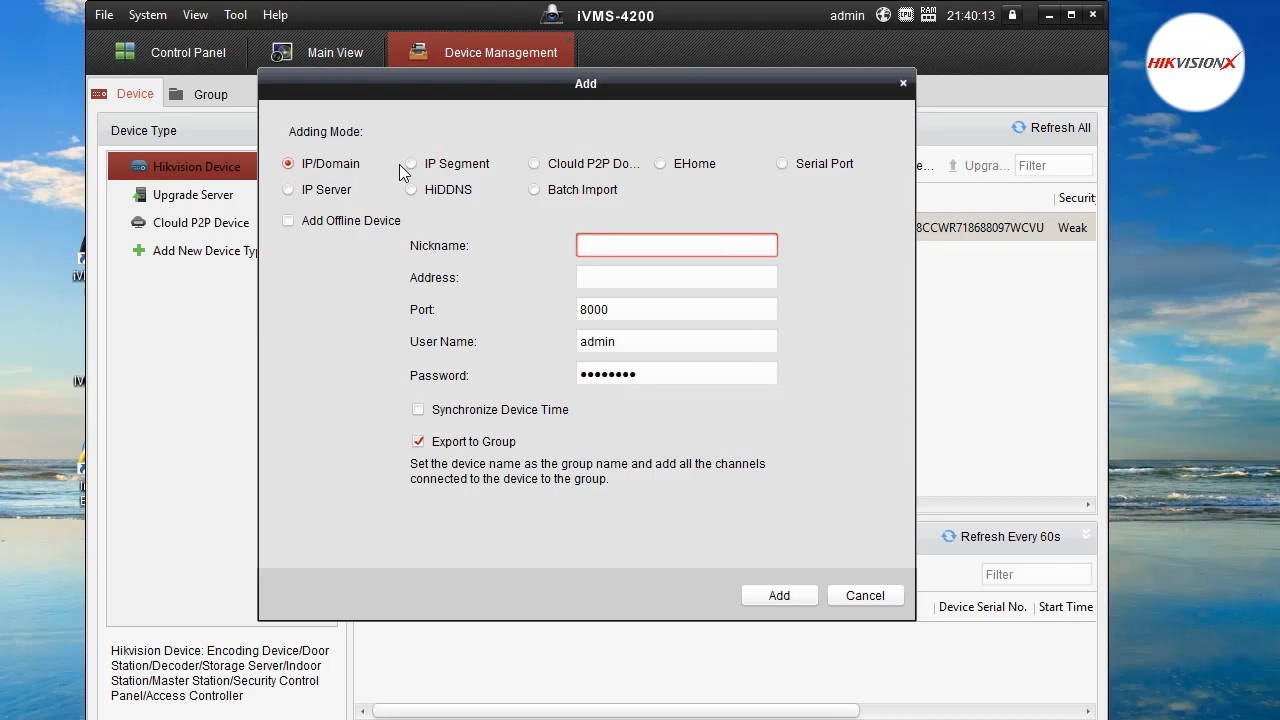 File System View Tool Help iVMS-4200 admin 21:40:13
HIKVISIONX
Control Panel Main View Device Management
Add
Device Group
Device Type
Refresh All
Hikvision Device
Upgrade Server
Clould P2P Device
Add New Device Typ
Adding Mode:
IP/Domain IP Segment Clould P2P Do... EHome Serial Port
IP Server HiDDNS Batch Import
Add Offline Device
Nickname:
Address:
Port: 8000
User Name: admin
Password: ●●●●●●●●
Synchronize Device Time
Export to Group
Set the device name as the group name and add all the channels
connected to the device to the group.
Add Cancel
e... Upgra... Filter
Security
CCWR718688097WCVU Weak
Refresh Every 60s
Filter
Device Serial No. Start Time
Hikvision Device: Encoding Device/Door
Station/Decoder/Storage Server/Indoor
Station/Master Station/Security Control
Panel/Access Controller